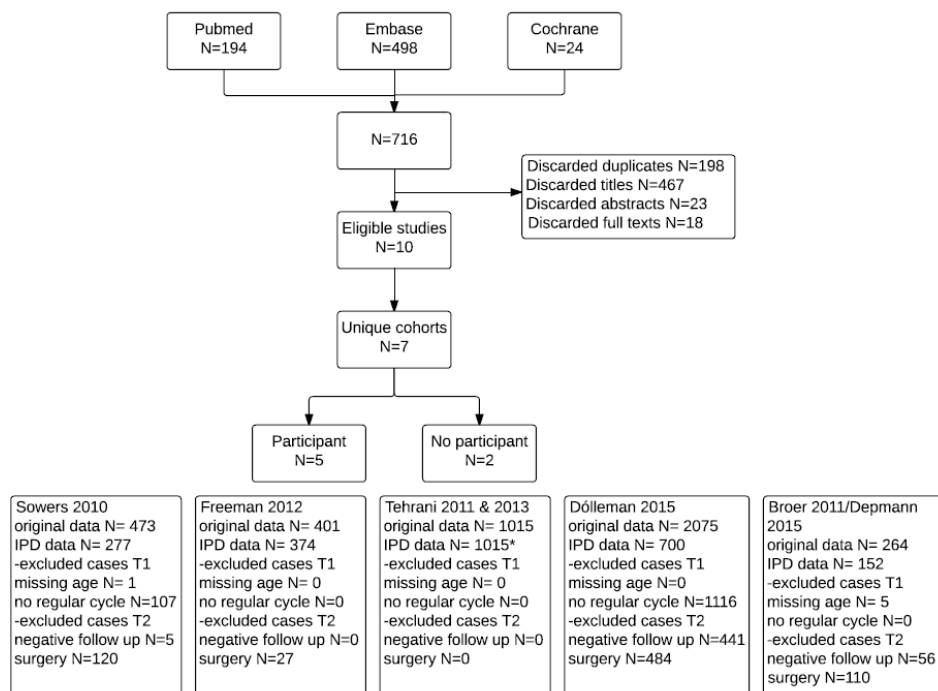 Pubmed
N=194
Embase
N=498
Cochrane
N=24
N=716
Discarded duplicates N=198
Discarded titles N=467
Discarded abstracts N=23
Discarded full texts N=18
Eligible studies
N=10
Unique cohorts
N=7
Participant
N=5
No participant
N=2
Sowers 2010
original data N= 473
IPD data N= 277
-excluded cases T1
missing age N= 1
no regular cycle N=107
-excluded cases T2
negative follow up N=5
surgery N=120
Freeman 2012
original data N= 401
IPD data N= 374
-excluded cases T1
missing age N= 0
no regular cycle N=0
-excluded cases T2
negative follow up N=0
surgery N=27
Tehrani 2011 & 2013
original data N= 1015
IPD data N= 1015*
-excluded cases T1
missing age N= 0
no regular cycle N=0
-excluded cases T2
negative follow up N=0
surgery N=0
Dólleman 2015
original data N= 2075
IPD data N= 700
-excluded cases T1
missing age N=0
no regular cycle N=1116
-excluded cases T2
negative follow up N=441
surgery N=484
Broer 2011/Depmann
2015
original data N= 264
IPD data N= 152
-excluded cases T1
missing age N= 5
no regular cycle N=0
-excluded cases T2
negative follow up N=56
surgery N=110